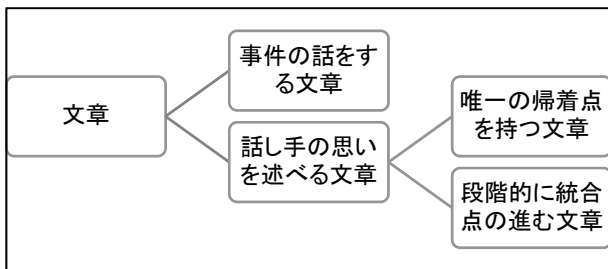 文章
事件の話をす
る文章
話し手の思い
を述べる文章
唯一の帰着点
を持つ文章
段階的に統合
点の進む文章